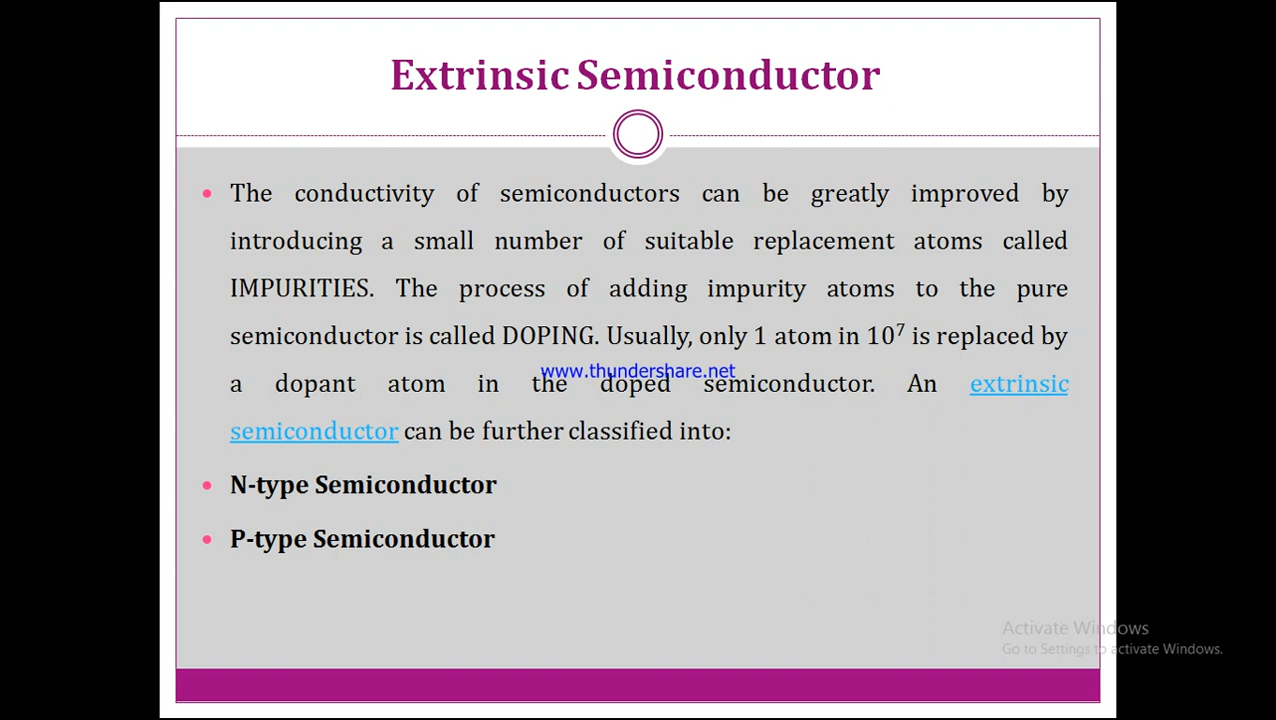 Extrinsic Semiconductor
• The conductivity of semiconductors can be greatly improved by
introducing a small number of suitable replacement atoms called
IMPURITIES. The process of adding impurity atoms to the pure
semiconductor is called DOPING. Usually, only 1 atom in 10⁷ is replaced by
www.thundershare.net
a dopant atom in the doped semiconductor. An extrinsic
semiconductor can be further classified into:
• N-type Semiconductor
• P-type Semiconductor
Activate Windows
Go to Settings to activate Windows.